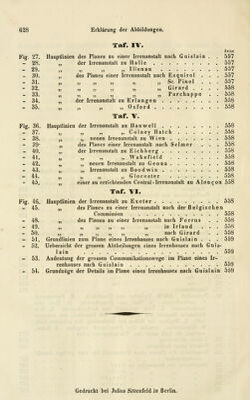 628 Erklärung der Abbildungen.
Taf. IV.
Seite
Fig. 27. Hauptlinien des Planes zu einer Irrenanstalt nach Guislain . 557
„ 28. „ der Irrenanstalt zu Halle . . . 557
„ 29. „ „ „ „ Illenau . . . 557
„ 30. „ des Planes zu einer Irrenanstalt nach Esquirol . 557
„ 31. „ „ „ „ „ „ „ St. Pinel . 557
„ 32. „ „ „ „ „ „ „ Girard . 558
„ 33. „ „ „ „ „ „ „ Parchappe . 558
„ 34. „ der Irrenanstalt zu Erlangen . . . 558
„ 35. „ „ „ „ Oxford . . . 558
Taf. V.
Fig. 36. Hauptlinien der Irrenanstalt zu Hanwell . . . 558
„ 37. „ „ „ „ Colney Hatch . . . 558
„ 38. „ „ neuen Irrenanstalt zu Wien . . . 558
„ 39. „ des Planes zu einer Irrenanstalt nach Selmer . 558
„ 40. „ der Irrenanstalt zu Eichberg . . . 558
„ 41. „ „ „ „ Wakefield . . . 558
„ 42. „ „ neuen Irrenanstalt zu Genua . . . 558
„ 43. „ „ Irrenanstalt zu Bodmin . . . 558
„ 44. „ „ „ „ Gloucester . . . 558
„ 45. „ einer zu errichtenden Central-Irrenanstalt zu Alençon 558
Taf. VI.
Fig. 46. Hauptlinien der Irrenanstalt zu Exeter . . . 558
„ 47. „ des Planes zu einer Irrenanstalt nach der Belgischen
Commission . . . 558
„ 48. „ des Planes zu einer Irrenanstalt nach Ferrus . 558
„ 49. „ „ „ „ „ „ in Irland . 558
„ 50. „ „ „ „ „ „ nach Girard . 558
„ 51. Grundlinien zum Plane eines Irrenhauses nach Guislain . . 558
„ 52. Uebersicht der grossen Abtheilungen eines Irrenhauses nach Guislain . . . 559
„ 53. Andeutung der grossen Communicationswege im Plane eines Irrenhauses
nach Guislain . . . 559
„ 54. Grundzüge der Details im Plane eines Irrenhauses nach Guislain 559
Gedruckt bei Julius Sittenfeld in Berlin.